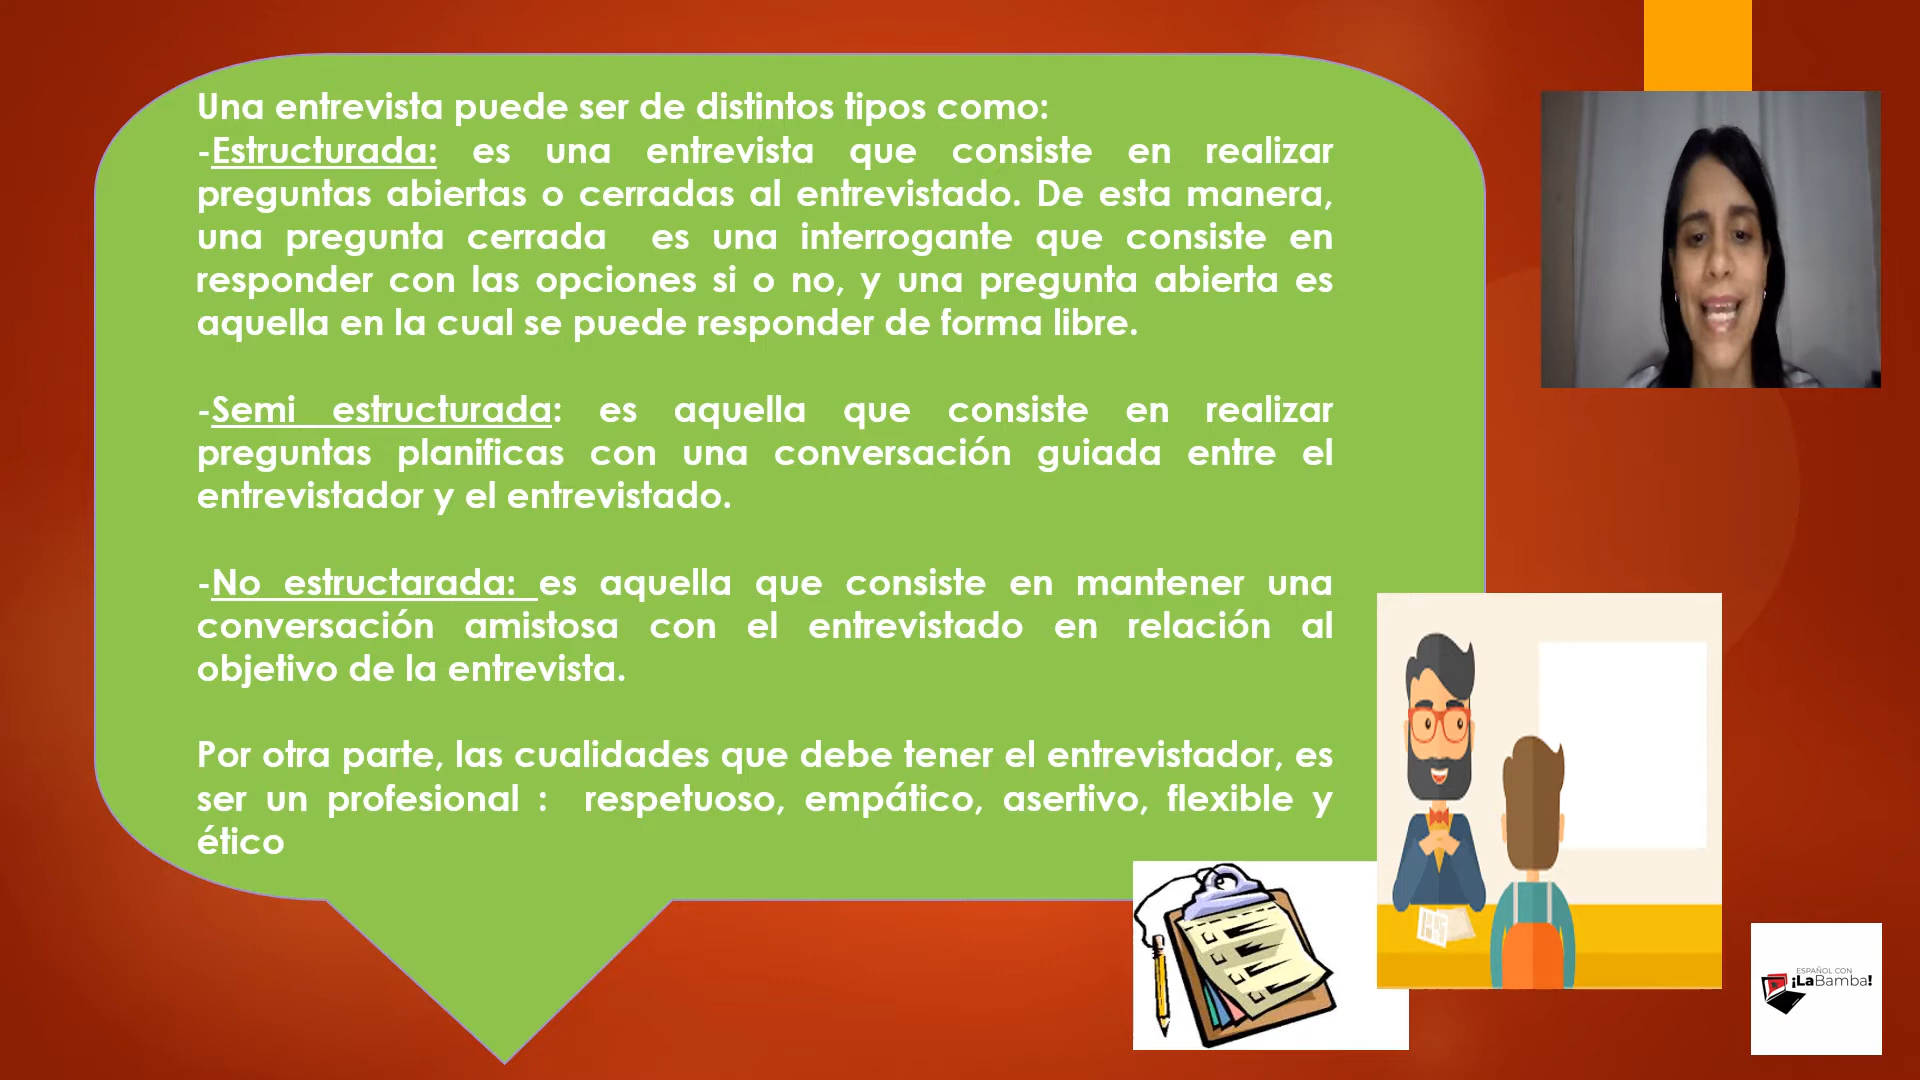 Una entrevista puede ser de distintos tipos como:
-Estructurada: es una entrevista que consiste en realizar
preguntas abiertas o cerradas al entrevistado. De esta manera,
una pregunta cerrada es una interrogante que consiste en
responder con las opciones si o no, y una pregunta abierta es
aquella en la cual se puede responder de forma libre.
-Semi estructurada: es aquella que consiste en realizar
preguntas planificas con una conversación guiada entre el
entrevistador y el entrevistado.
-No estructarada: es aquella que consiste en mantener una
conversación amistosa con el entrevistado en relación al
objetivo de la entrevista.
Por otra parte, las cualidades que debe tener el entrevistador, es
ser un profesional : respetuoso, empático, asertivo, flexible y
ético
ESPAÑOL CON
¡LaBamba!